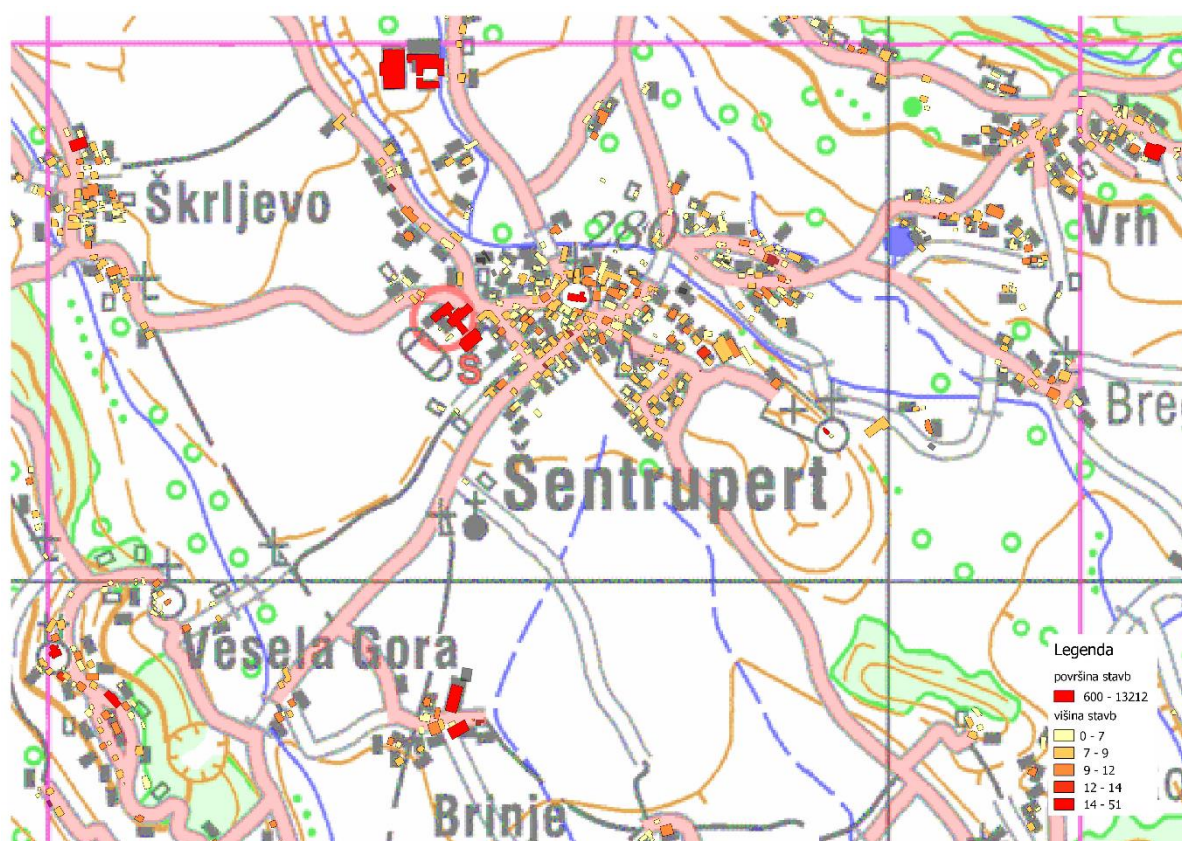 Škrljevo
280
Vrh
Breg
Š
Šentrupert
Vesela Gora
Brinje
Legenda
površina stavb
600 - 13212
višina stavb
0 - 7
7 - 9
9 - 12
12 - 14
14 - 51